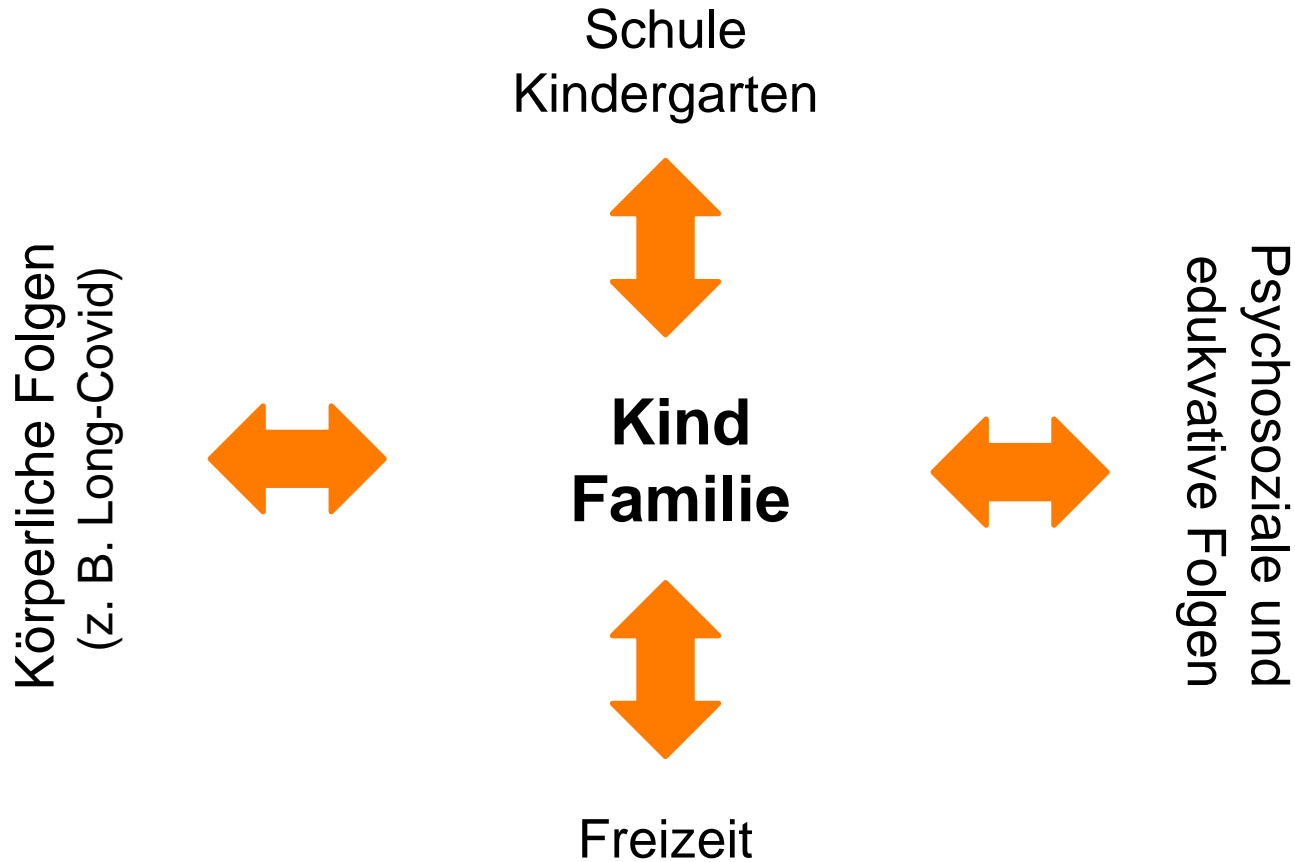 Schule
Kindergarten
Körperliche Folgen
(z. B. Long-Covid)
Kind
Familie
Psychosoziale und
edukvative Folgen
Freizeit